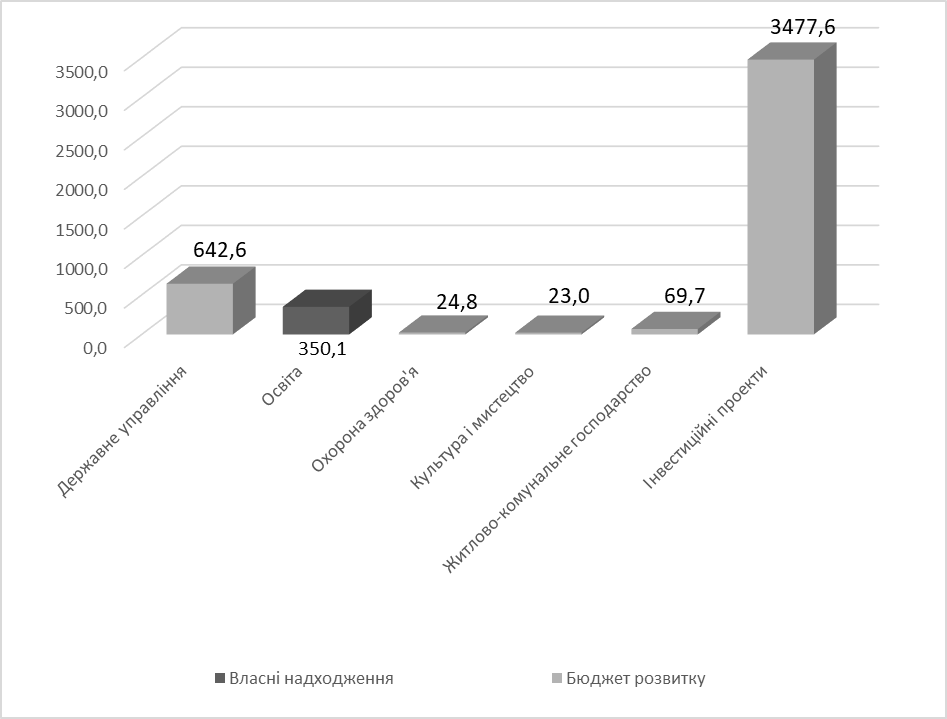 3500,0
3000,0
2500,0
2000,0
1500,0
1000,0
500,0
0,0
642,6
350,1
24,8
23,0
69,7
3477,6
Державне управління
Освіта
Охорона здоров'я
Культура і мистецтво
Житлово-комунальне господарство
Інвестиційні проекти
Власні надходження
Бюджет розвитку